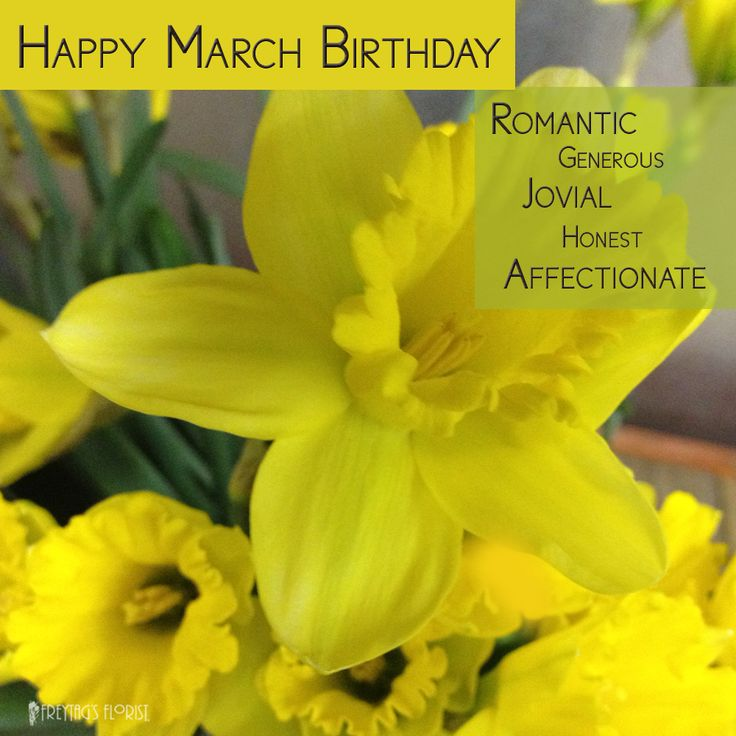 Happy March Birthday
Romantic
Generous
Jovial
Honest
Affectionate
Freytag's Florist